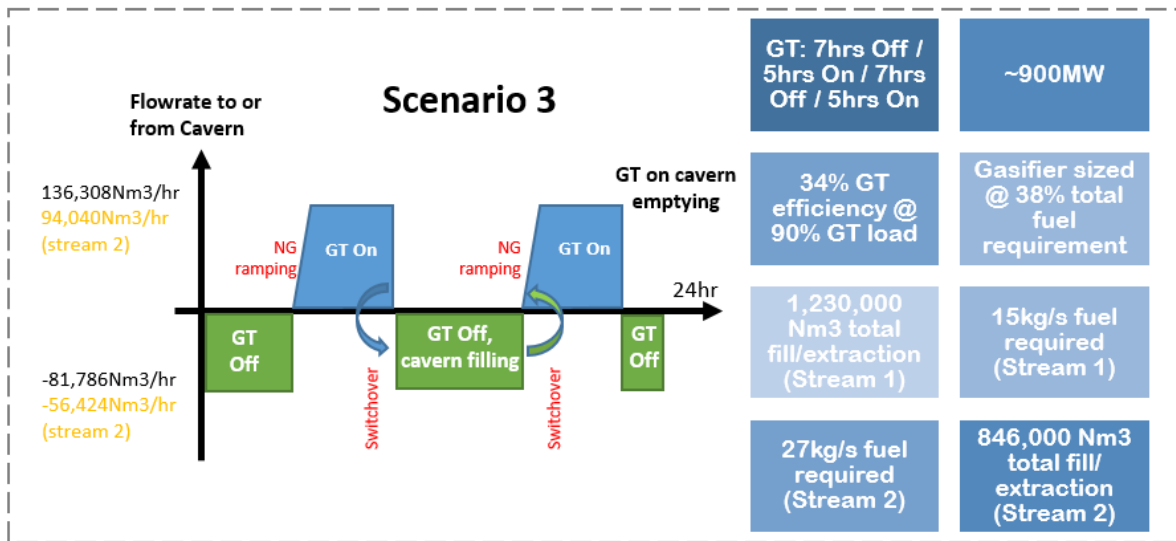 Scenario 3
Flowrate to or
from Cavern
136,308Nm3/hr
94,040Nm3/hr
(stream 2)
NG
ramping
GT On
NG
ramping
GT On
GT on cavern
emptying
24hr
GT
Off
GT Off,
cavern filling
GT
Off
Switchover
Switchover
-81,786Nm3/hr
-56,424Nm3/hr
(stream 2)
GT: 7hrs Off /
5hrs On / 7hrs
Off / 5hrs On
~900MW
34% GT
efficiency @
90% GT load
Gasifier sized
@ 38% total
fuel
requirement
1,230,000
Nm3 total
fill/extraction
(Stream 1)
15kg/s fuel
required
(Stream 1)
27kg/s fuel
required
(Stream 2)
846,000 Nm3
total fill/
extraction
(Stream 2)